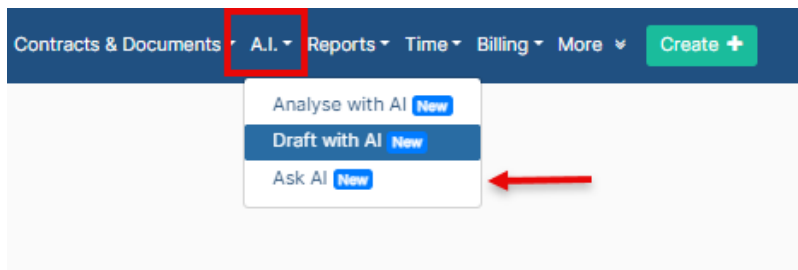 Contracts & Documents A.I. Reports Time Billing More Create +
Analyse with AI New
Draft with AI New
Ask AI New